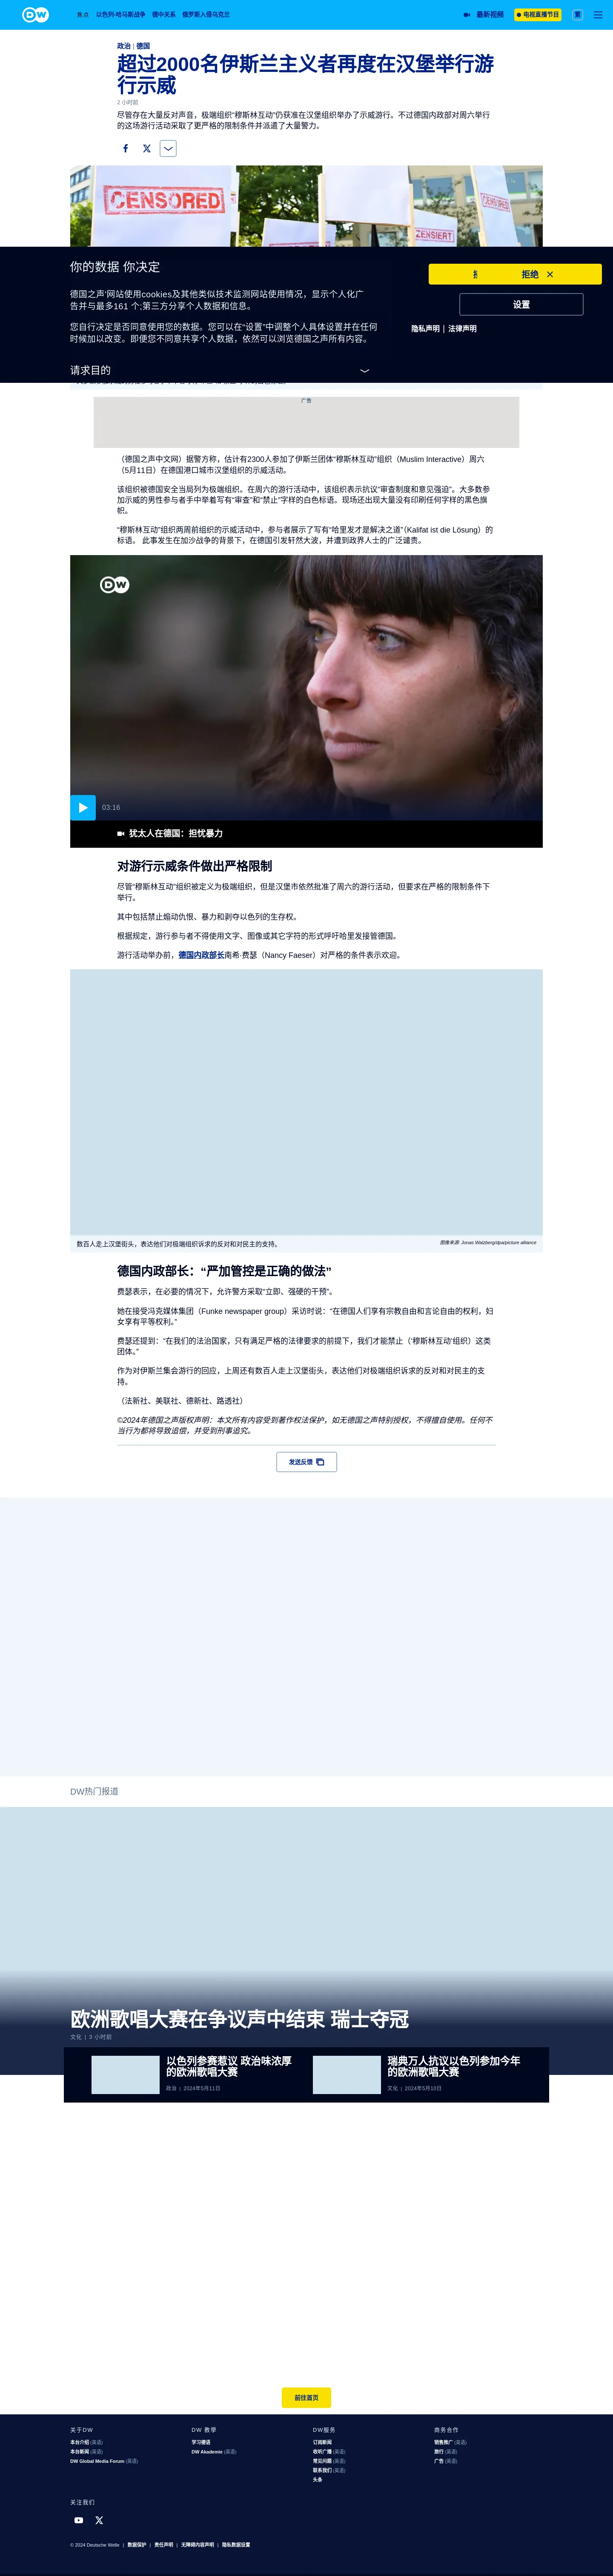 DW
焦点 以色列-哈马斯战争 德中关系 俄罗斯入侵乌克兰 最新视频 电视直播节目 繁
政治 | 德国
超过2000名伊斯兰主义者再度在汉堡举行游
行示威
2 小时前
尽管存在大量反对声音，极端组织“穆斯林互动”仍获准在汉堡组织举办了示威游行。不过德国内政部对周六举行
的这场游行活动采取了更严格的限制条件并派遣了大量警力。
CENSORED
ZENSIERT
CENSORED
你的数据 你决定
拒绝
德国之声’网站使用cookies及其他类似技术监测网站使用情况，显示个人化广
告并与最多161 个;第三方分享个人数据和信息。
设置
您自行决定是否同意使用您的数据。您可以在“设置”中调整个人具体设置并在任何
时候加以改变。即便您不同意共享个人数据，依然可以浏览德国之声所有内容。
隐私声明 | 法律声明
请求目的
广告
（德国之声中文网）据警方称，估计有2300人参加了伊斯兰团体“穆斯林互动”组织（Muslim Interactive）周六
（5月11日）在德国港口城市汉堡组织的示威活动。
该组织被德国安全当局列为极端组织。在周六的游行活动中，该组织表示抗议“审查制度和意见强迫”。大多数参
加示威的男性参与者手中举着写有“审查”和“禁止”字样的白色标语。现场还出现大量没有印刷任何字样的黑色旗
帜。
“穆斯林互动”组织两周前组织的示威活动中，参与者展示了写有“哈里发才是解决之道”（Kalifat ist die Lösung）的
标语。 此事发生在加沙战争的背景下，在德国引发轩然大波，并遭到政界人士的广泛谴责。
DW
03:16
犹太人在德国：担忧暴力
对游行示威条件做出严格限制
尽管“穆斯林互动”组织被定义为极端组织，但是汉堡市依然批准了周六的游行活动，但要求在严格的限制条件下
举行。
其中包括禁止煽动仇恨、暴力和剥夺以色列的生存权。
根据规定，游行参与者不得使用文字、图像或其它字符的形式呼吁哈里发接管德国。
游行活动举办前，德国内政部长南希·费瑟（Nancy Faeser）对严格的条件表示欢迎。
数百人走上汉堡街头，表达他们对极端组织诉求的反对和对民主的支持。
图像来源: Jonas Walzberg/dpa/picture alliance
德国内政部长：“严加管控是正确的做法”
费瑟表示，在必要的情况下，允许警方采取“立即、强硬的干预”。
她在接受冯克媒体集团（Funke newspaper group）采访时说：“在德国人们享有宗教自由和言论自由的权利，妇
女享有平等权利。”
费瑟还提到：“在我们的法治国家，只有满足严格的法律要求的前提下，我们才能禁止（‘穆斯林互动’组织）这类
团体。”
作为对伊斯兰集会游行的回应，上周还有数百人走上汉堡街头，表达他们对极端组织诉求的反对和对民主的支
持。
（法新社、美联社、德新社、路透社）
©2024年德国之声版权声明：本文所有内容受到著作权法保护，如无德国之声特别授权，不得擅自使用。任何不
当行为都将导致追偿，并受到刑事追究。
发送反馈
DW热门报道
欧洲歌唱大赛在争议声中结束 瑞士夺冠
文化 | 3 小时前
以色列参赛惹议 政治味浓厚
的欧洲歌唱大赛
政治 | 2024年5月11日
瑞典万人抗议以色列参加今年
的欧洲歌唱大赛
文化 | 2024年5月10日
前往首页
关于DW
本台介绍 (英语)
本台新闻 (英语)
DW Global Media Forum (英语)
DW 教學
学习德语
DW Akademie (英语)
DW服务
订阅新闻
收听广播 (英语)
常见问题 (英语)
联系我们 (英语)
头条
商务合作
销售推广 (英语)
旅行 (英语)
广告 (英语)
关注我们
© 2024 Deutsche Welle | 数据保护 | 责任声明 | 无障碍内容声明 | 隐私数据设置